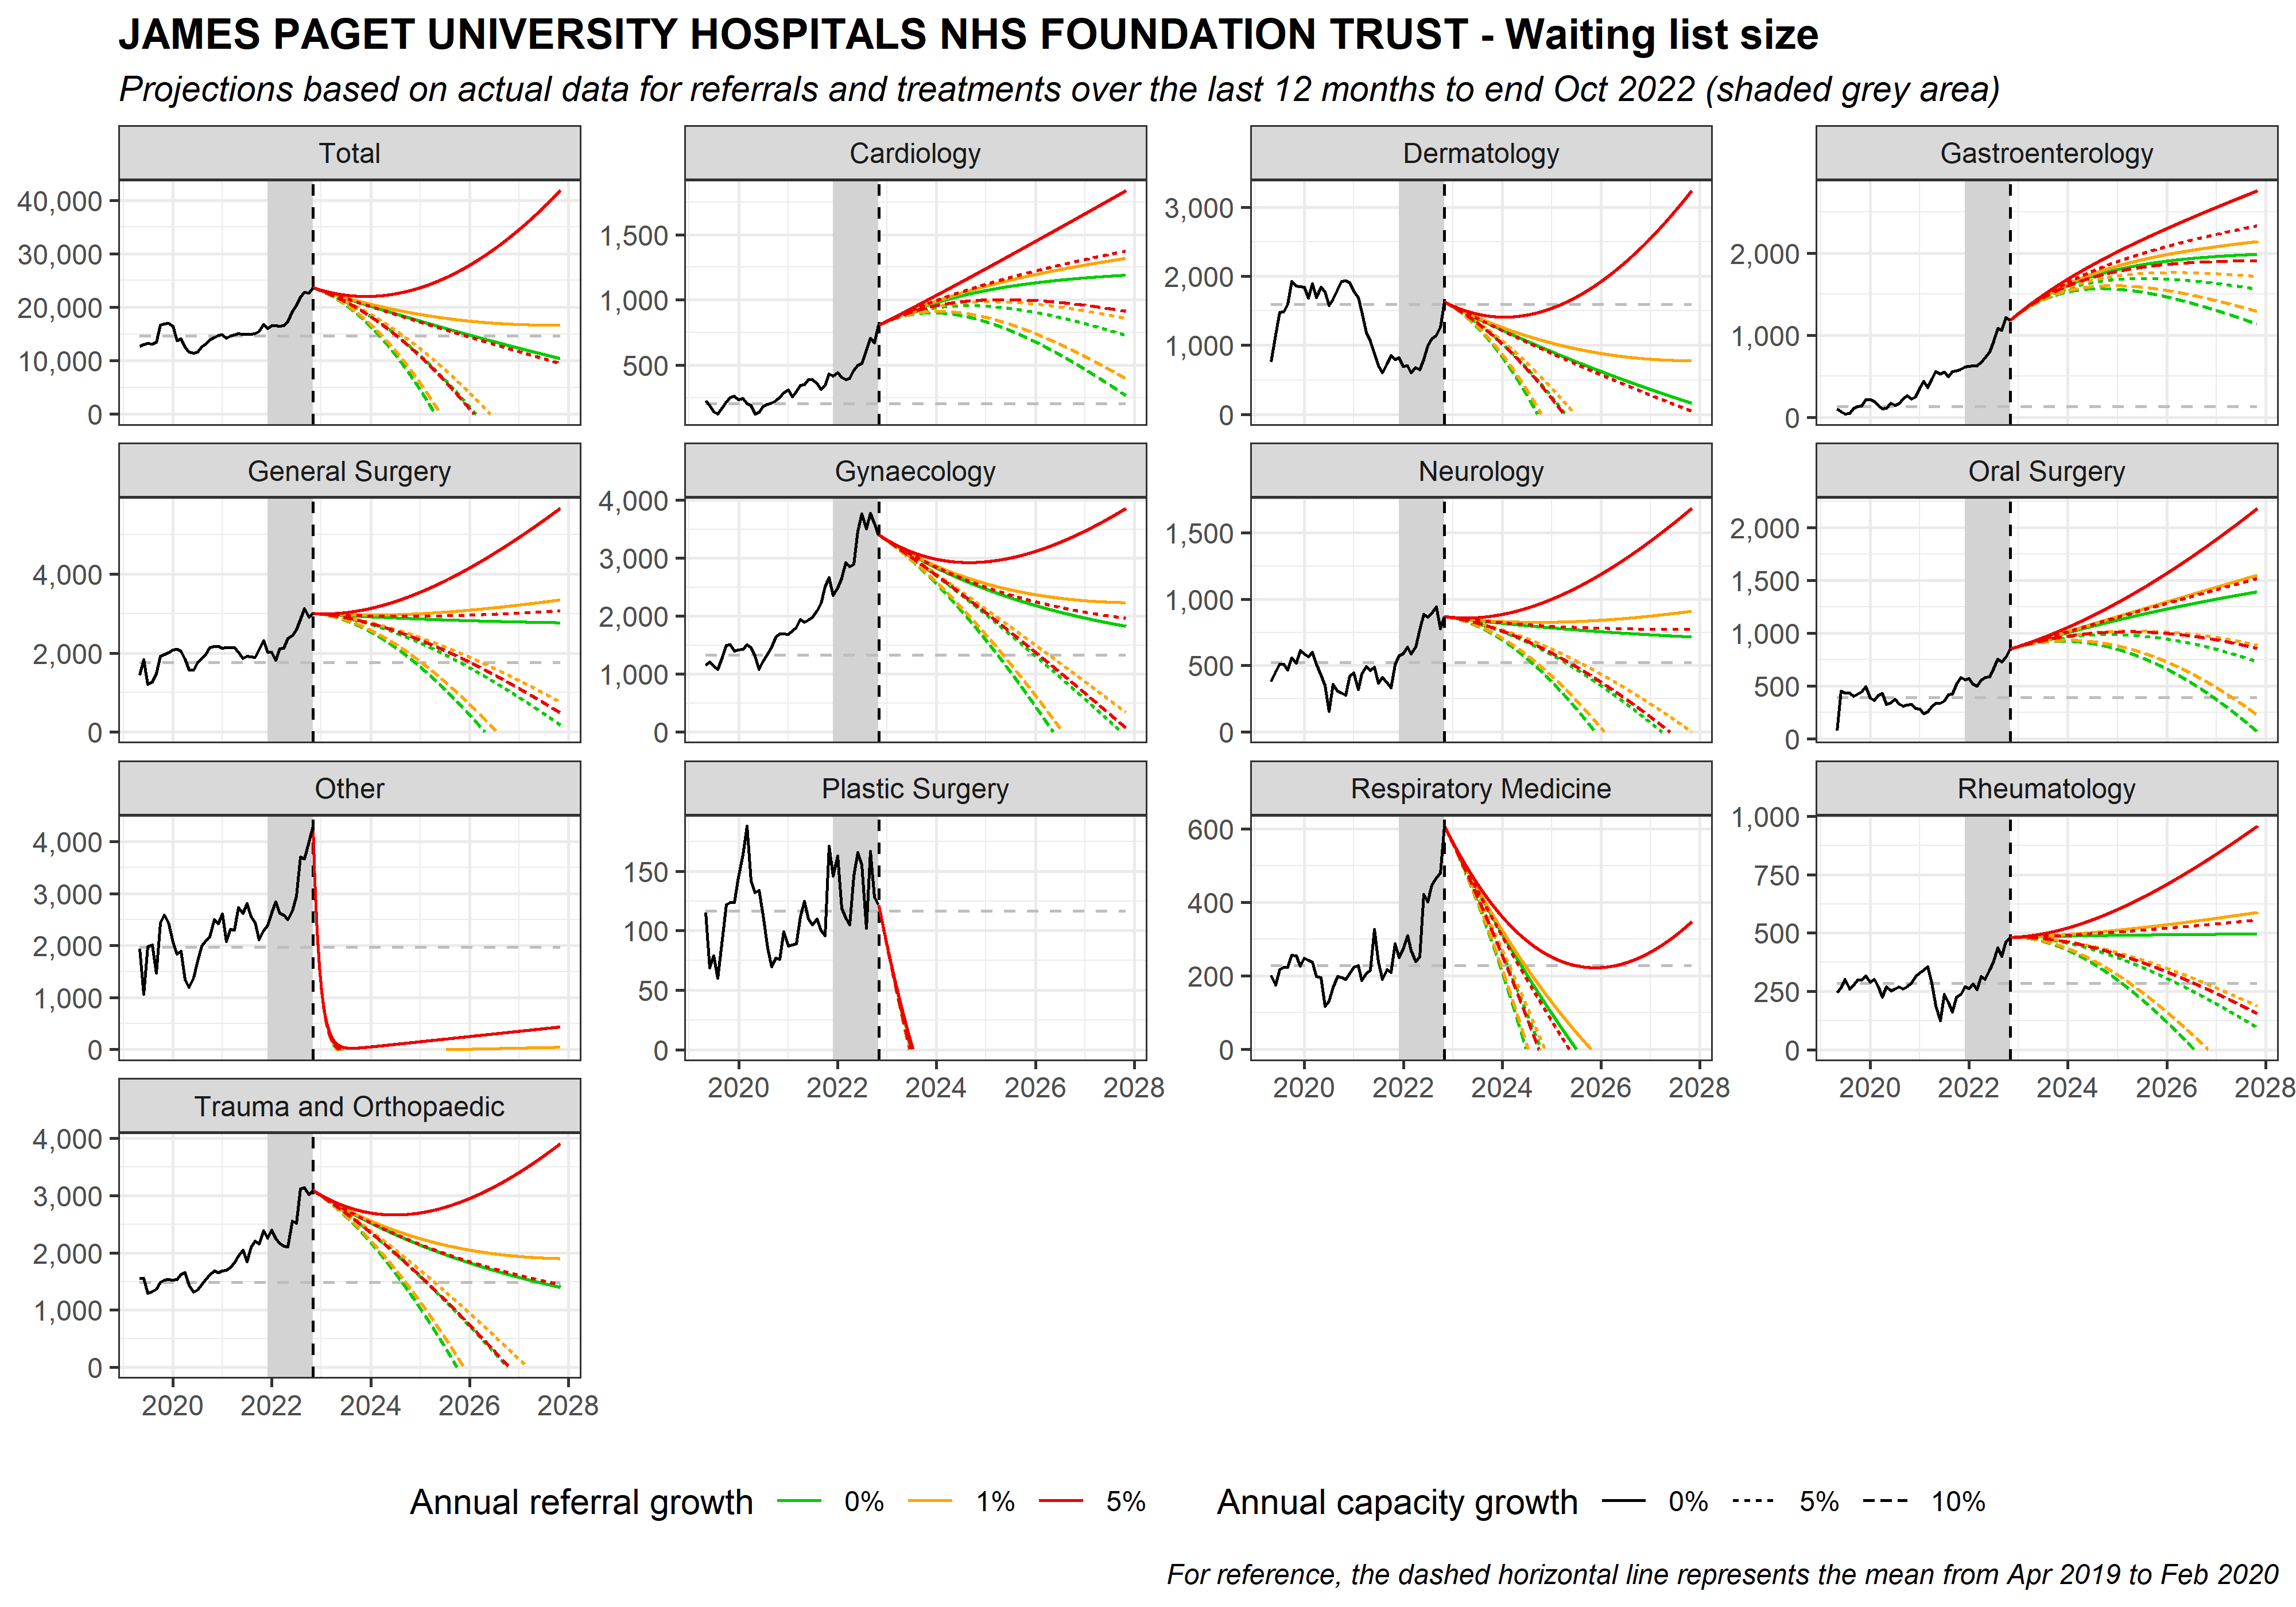 JAMES PAGET UNIVERSITY HOSPITALS NHS FOUNDATION TRUST - Waiting list size
Projections based on actual data for referrals and treatments over the last 12 months to end Oct 2022 (shaded grey area)
Total
40,000
30,000
20,000
10,000
0
Cardiology
1,500
1,000
500
Dermatology
3,000
2,000
1,000
0
Gastroenterology
2,000
1,000
0
General Surgery
4,000
2,000
0
Gynaecology
4,000
3,000
2,000
1,000
0
Neurology
1,500
1,000
500
0
Oral Surgery
2,000
1,500
1,000
500
0
Other
4,000
3,000
2,000
1,000
0
Plastic Surgery
150
100
50
0
2020 2022 2024 2026 2028
Respiratory Medicine
600
400
200
0
2020 2022 2024 2026 2028
Rheumatology
1,000
750
500
250
0
2020 2022 2024 2026 2028
Trauma and Orthopaedic
4,000
3,000
2,000
1,000
0
2020 2022 2024 2026 2028
Annual referral growth 0% 1% 5% Annual capacity growth 0% 5% 10%
For reference, the dashed horizontal line represents the mean from Apr 2019 to Feb 2020